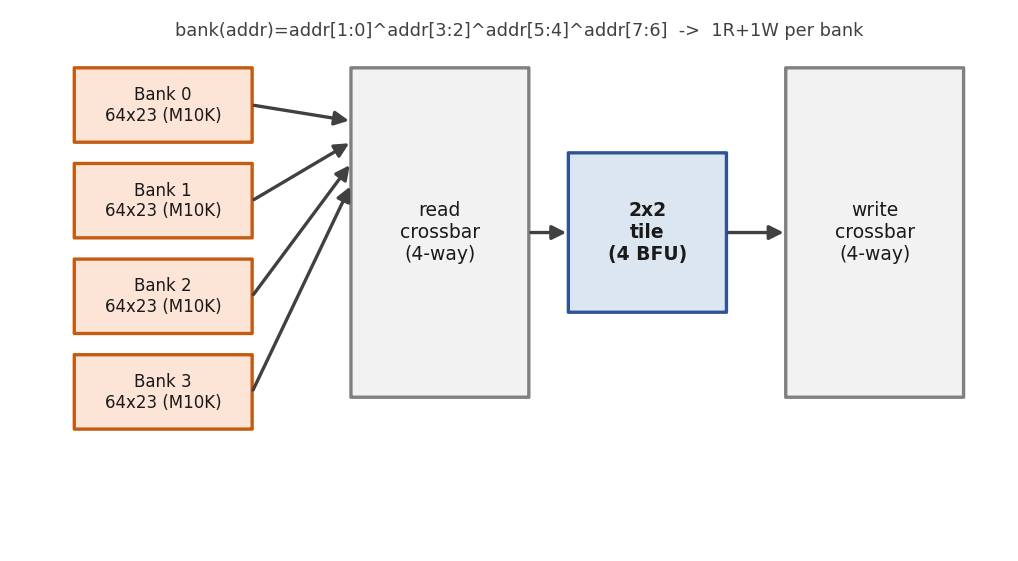 bank(addr)=addr[1:0]^addr[3:2]^addr[5:4]^addr[7:6]  ->  1R+1W per bank
Bank 0
64x23 (M10K)
Bank 1
64x23 (M10K)
Bank 2
64x23 (M10K)
Bank 3
64x23 (M10K)
read
crossbar
(4-way)
2x2
tile
(4 BFU)
write
crossbar
(4-way)